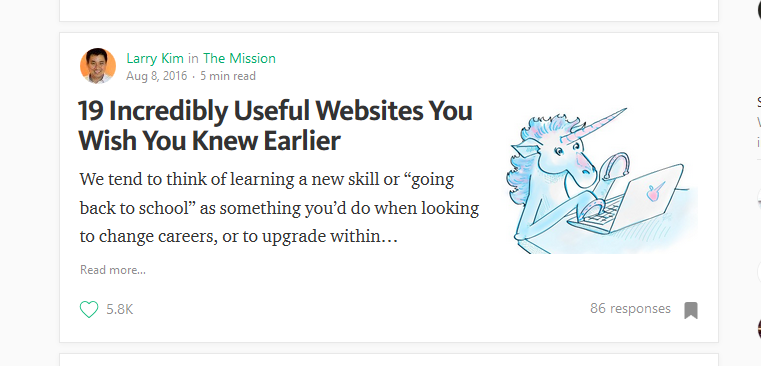 Larry Kim in The Mission
Aug 8, 2016 · 5 min read
19 Incredibly Useful Websites You
Wish You Knew Earlier
We tend to think of learning a new skill or “going
back to school” as something you’d do when looking
to change careers, or to upgrade within…
Read more…
5.8K
86 responses